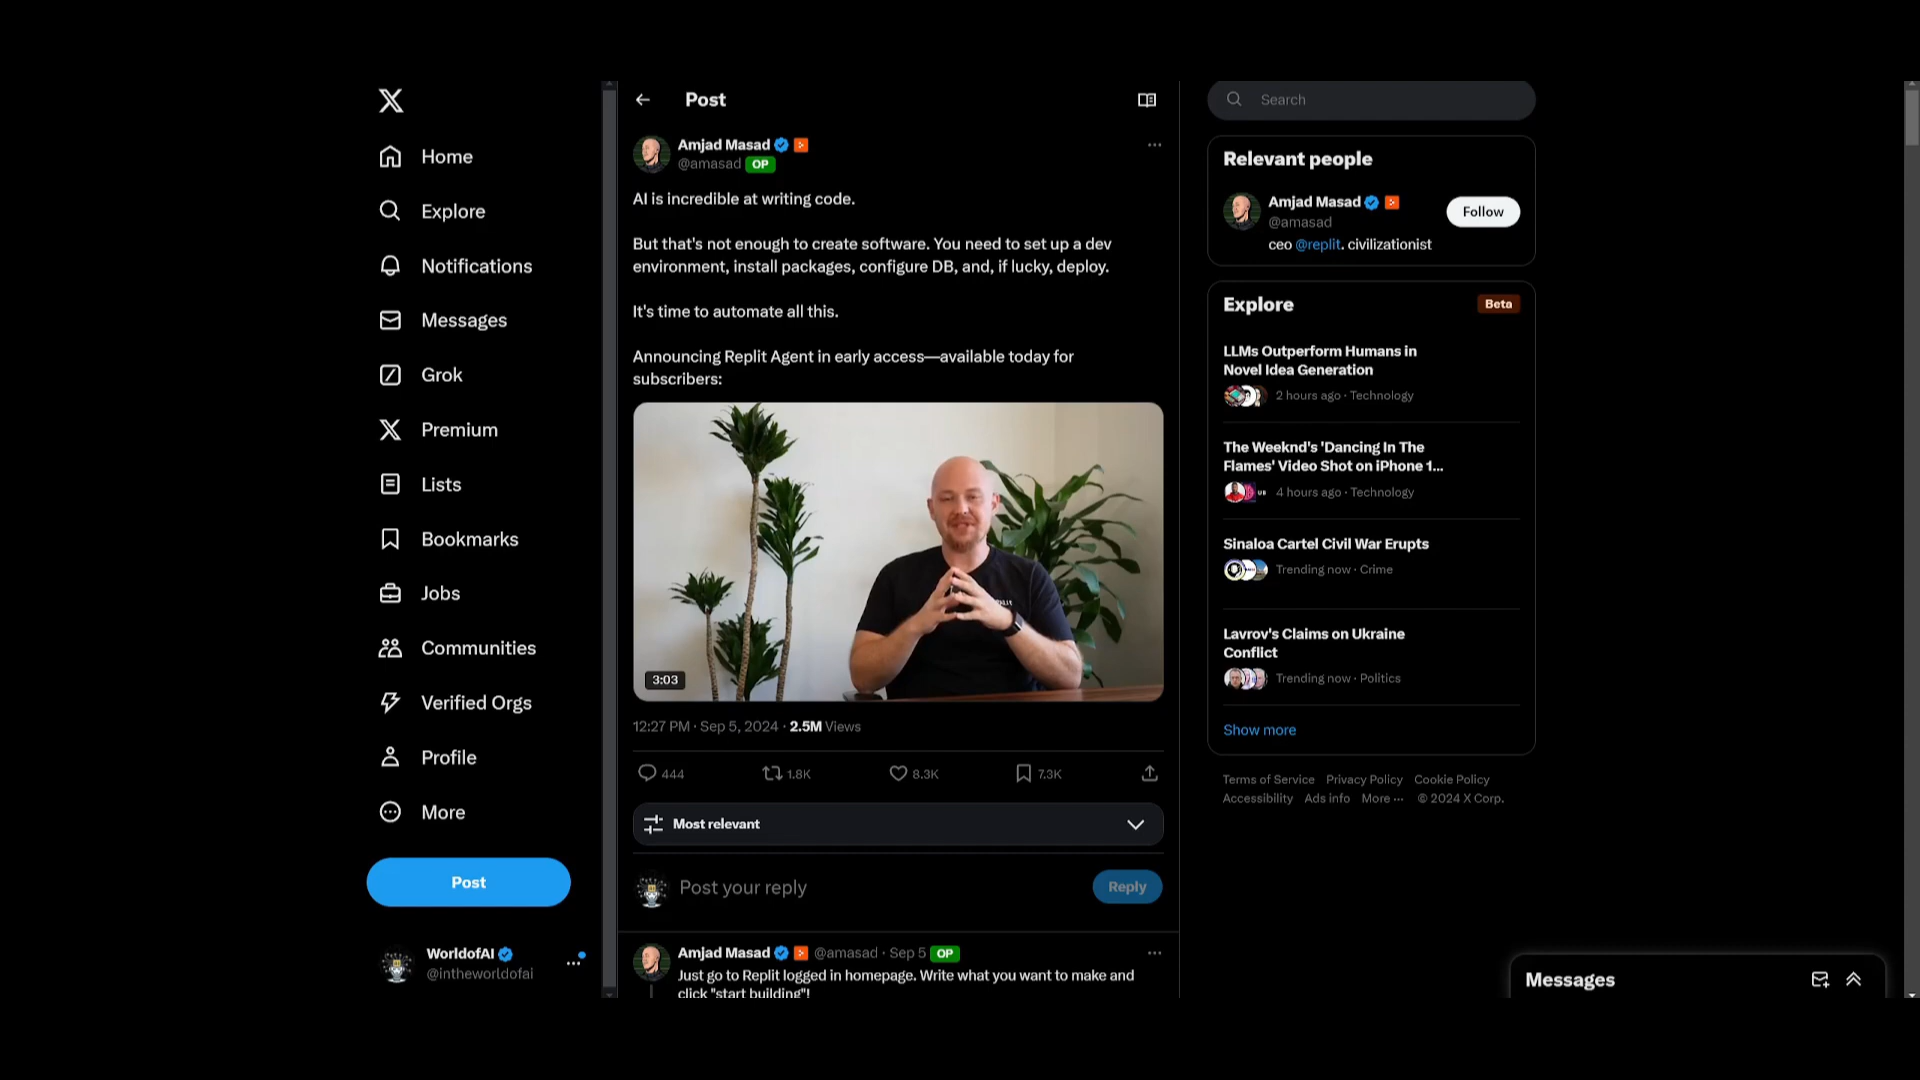 Home
Explore
Notifications
Messages
Grok
Premium
Lists
Bookmarks
Jobs
Communities
Verified Orgs
Profile
More
Post
WorldofAI
@intheworldofai
Post
Amjad Masad
@amasad OP
AI is incredible at writing code.
But that's not enough to create software. You need to set up a dev
environment, install packages, configure DB, and, if lucky, deploy.
It's time to automate all this.
Announcing Replit Agent in early access—available today for
subscribers:
3:03
12:27 PM · Sep 5, 2024 · 2.5M Views
444
1.8K
8.3K
7.3K
Most relevant
Post your reply
Reply
Amjad Masad @amasad · Sep 5 OP
Just go to Replit logged in homepage. Write what you want to make and
click "start building"!
Search
Relevant people
Amjad Masad
@amasad
Follow
ceo @replit. civilizationist
Explore
Beta
LLMs Outperform Humans in
Novel Idea Generation
2 hours ago · Technology
The Weeknd's 'Dancing In The
Flames' Video Shot on iPhone 1...
4 hours ago · Technology
Sinaloa Cartel Civil War Erupts
Trending now · Crime
Lavrov's Claims on Ukraine
Conflict
Trending now · Politics
Show more
Terms of Service Privacy Policy Cookie Policy
Accessibility Ads info More ··· © 2024 X Corp.
Messages